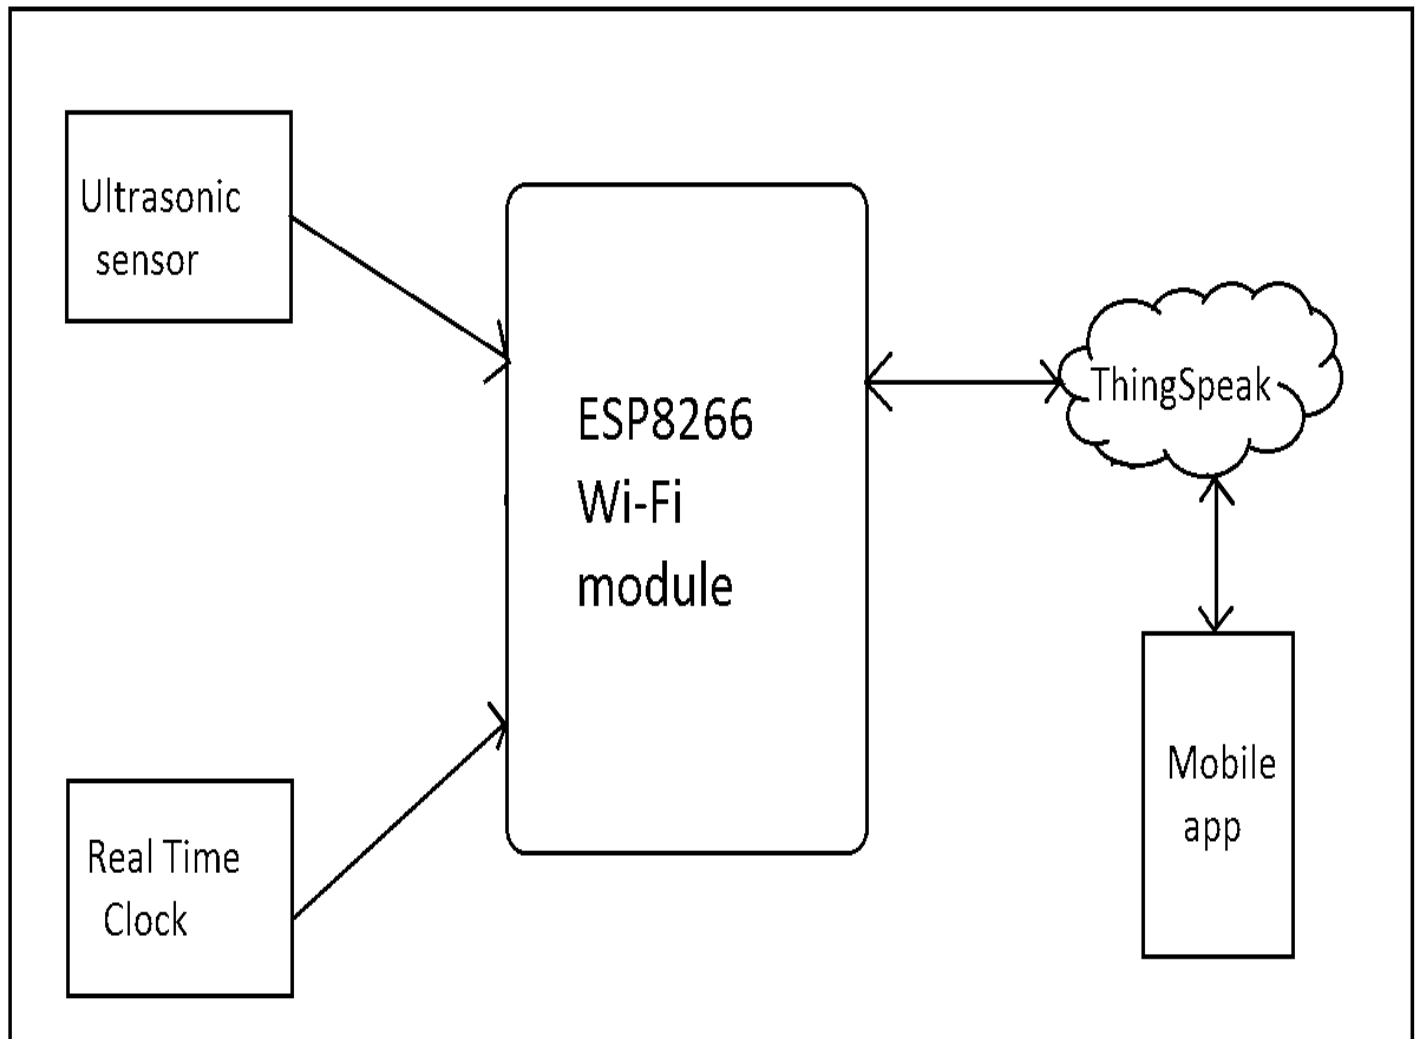 Ultrasonic
sensor
ESP8266
Wi-Fi
module
ThingSpeak
Real Time
Clock
Mobile
app